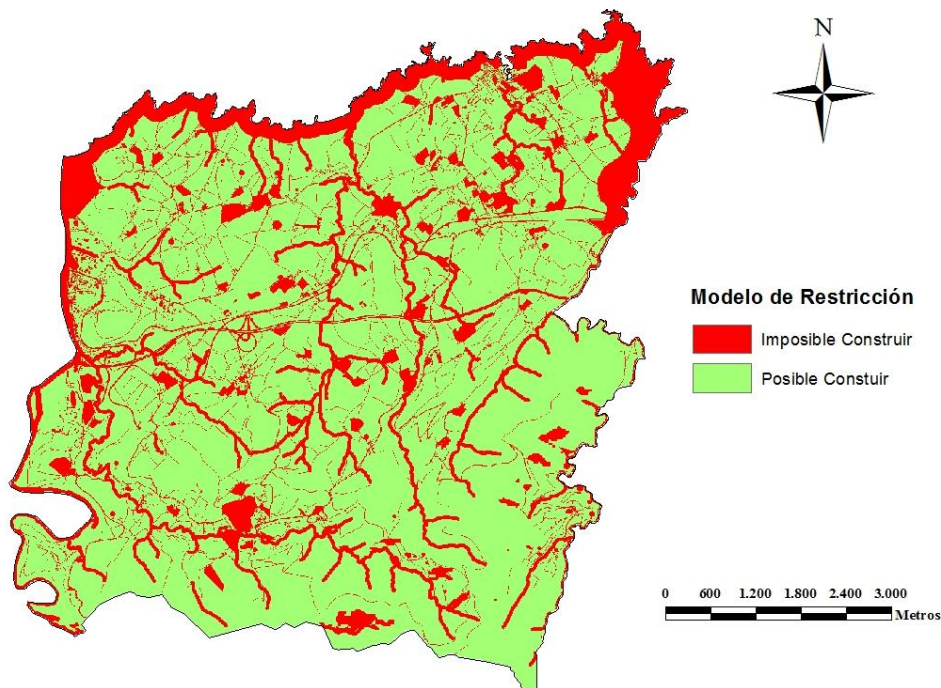 N
Modelo de Restricción
Imposible Construir
Posible Constuir
0 600 1.200 1.800 2.400 3.000
Metros